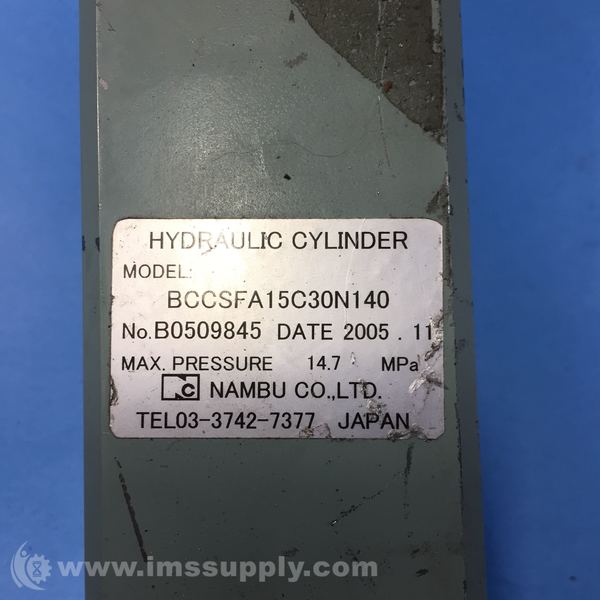 HYDRAULIC CYLINDER
MODEL:
BCCSFA15C30N140
No.B0509845 DATE 2005 . 11
MAX. PRESSURE 14.7 MPa
NC NAMBU CO.,LTD.
TEL03-3742-7377 JAPAN
www.imssupply.com